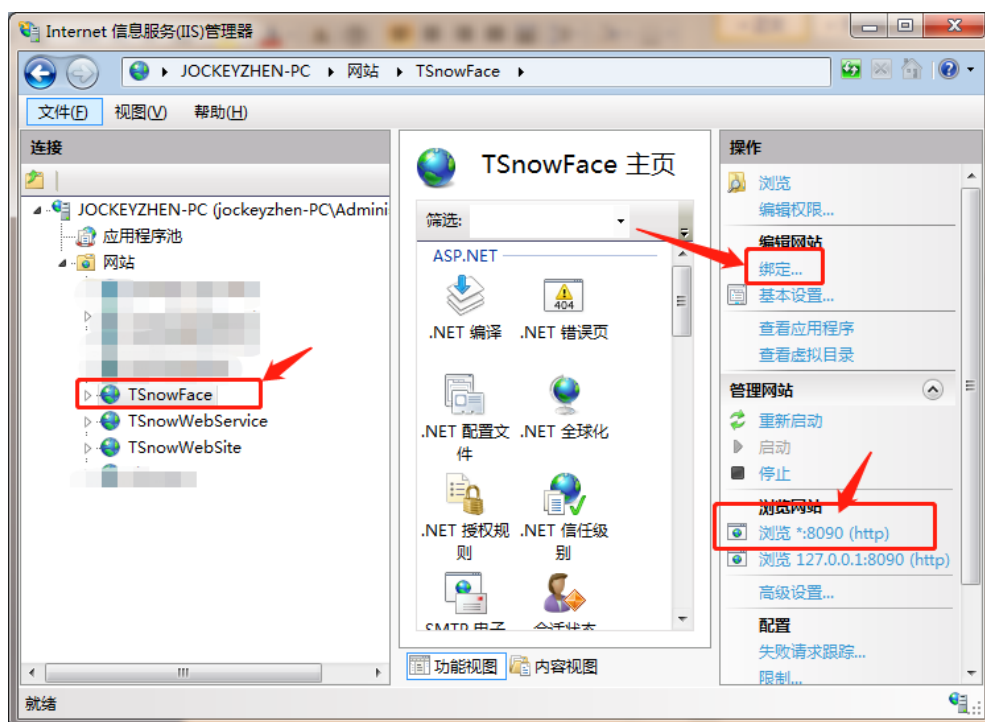 Internet 信息服务(IIS)管理器
JOCKEYZHEN-PC 网站 TSnowFace
文件(F) 视图(V) 帮助(H)
连接
JOCKEYZHEN-PC (jockeyzhen-PC\Admini
应用程序池
网站
TSnowFace
TSnowWebService
TSnowWebSite
TSnowFace 主页
筛选:
ASP.NET
.NET 编译
404
.NET 错误页
.NET 配置文件
.NET 全球化
.NET 授权规则
.NET 信任级别
SMTP 电子
会话状态
功能视图 内容视图
操作
浏览
编辑权限...
编辑网站
绑定...
基本设置...
查看应用程序
查看虚拟目录
管理网站
重新启动
启动
停止
浏览网站
浏览 *:8090 (http)
浏览 127.0.0.1:8090 (http)
高级设置...
配置
失败请求跟踪...
限制...
就绪